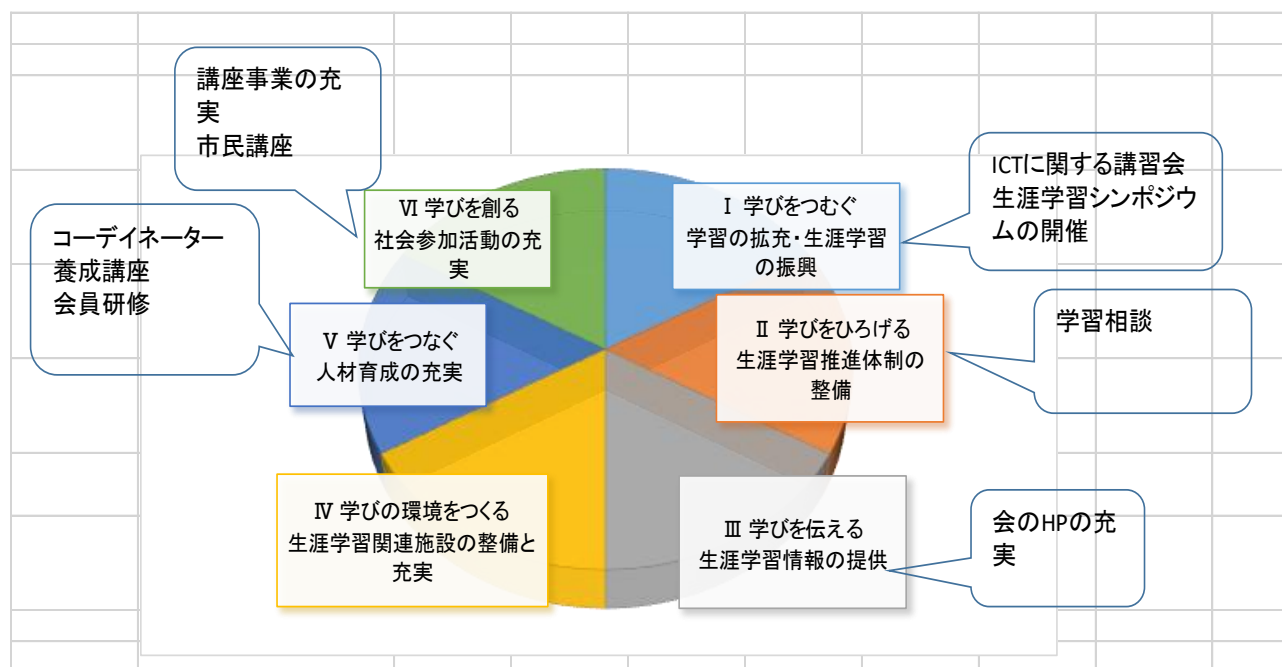 講座事業の充
実
市民講座
ICTに関する講習会
生涯学習シンポジウ
ムの開催
Ⅵ 学びを創る
社会参加活動の充
実
Ⅰ 学びをつむぐ
学習の拡充・生涯学習
の振興
コーデイネーター
養成講座
会員研修
Ⅴ 学びをつなぐ
人材育成の充実
Ⅱ 学びをひろげる
生涯学習推進体制の
整備
学習相談
Ⅳ 学びの環境をつくる
生涯学習関連施設の整備と
充実
Ⅲ 学びを伝える
生涯学習情報の提供
会のHPの充
実